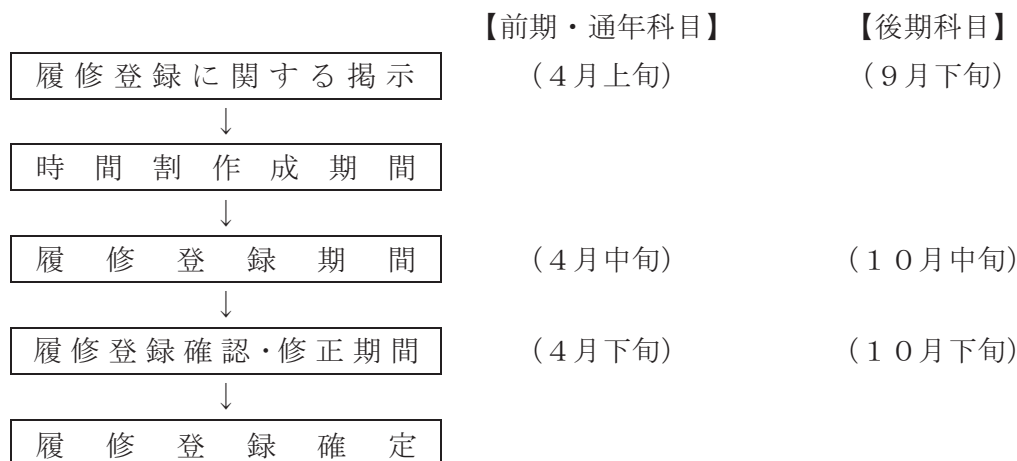 【前期・通年科目】 【後期科目】
履修登録に関する掲示 （４月上旬） （９月下旬）
↓
時間割作成期間
↓
履修登録期間 （４月中旬） （１０月中旬）
↓
履修登録確認・修正期間 （４月下旬） （１０月下旬）
↓
履修登録確定